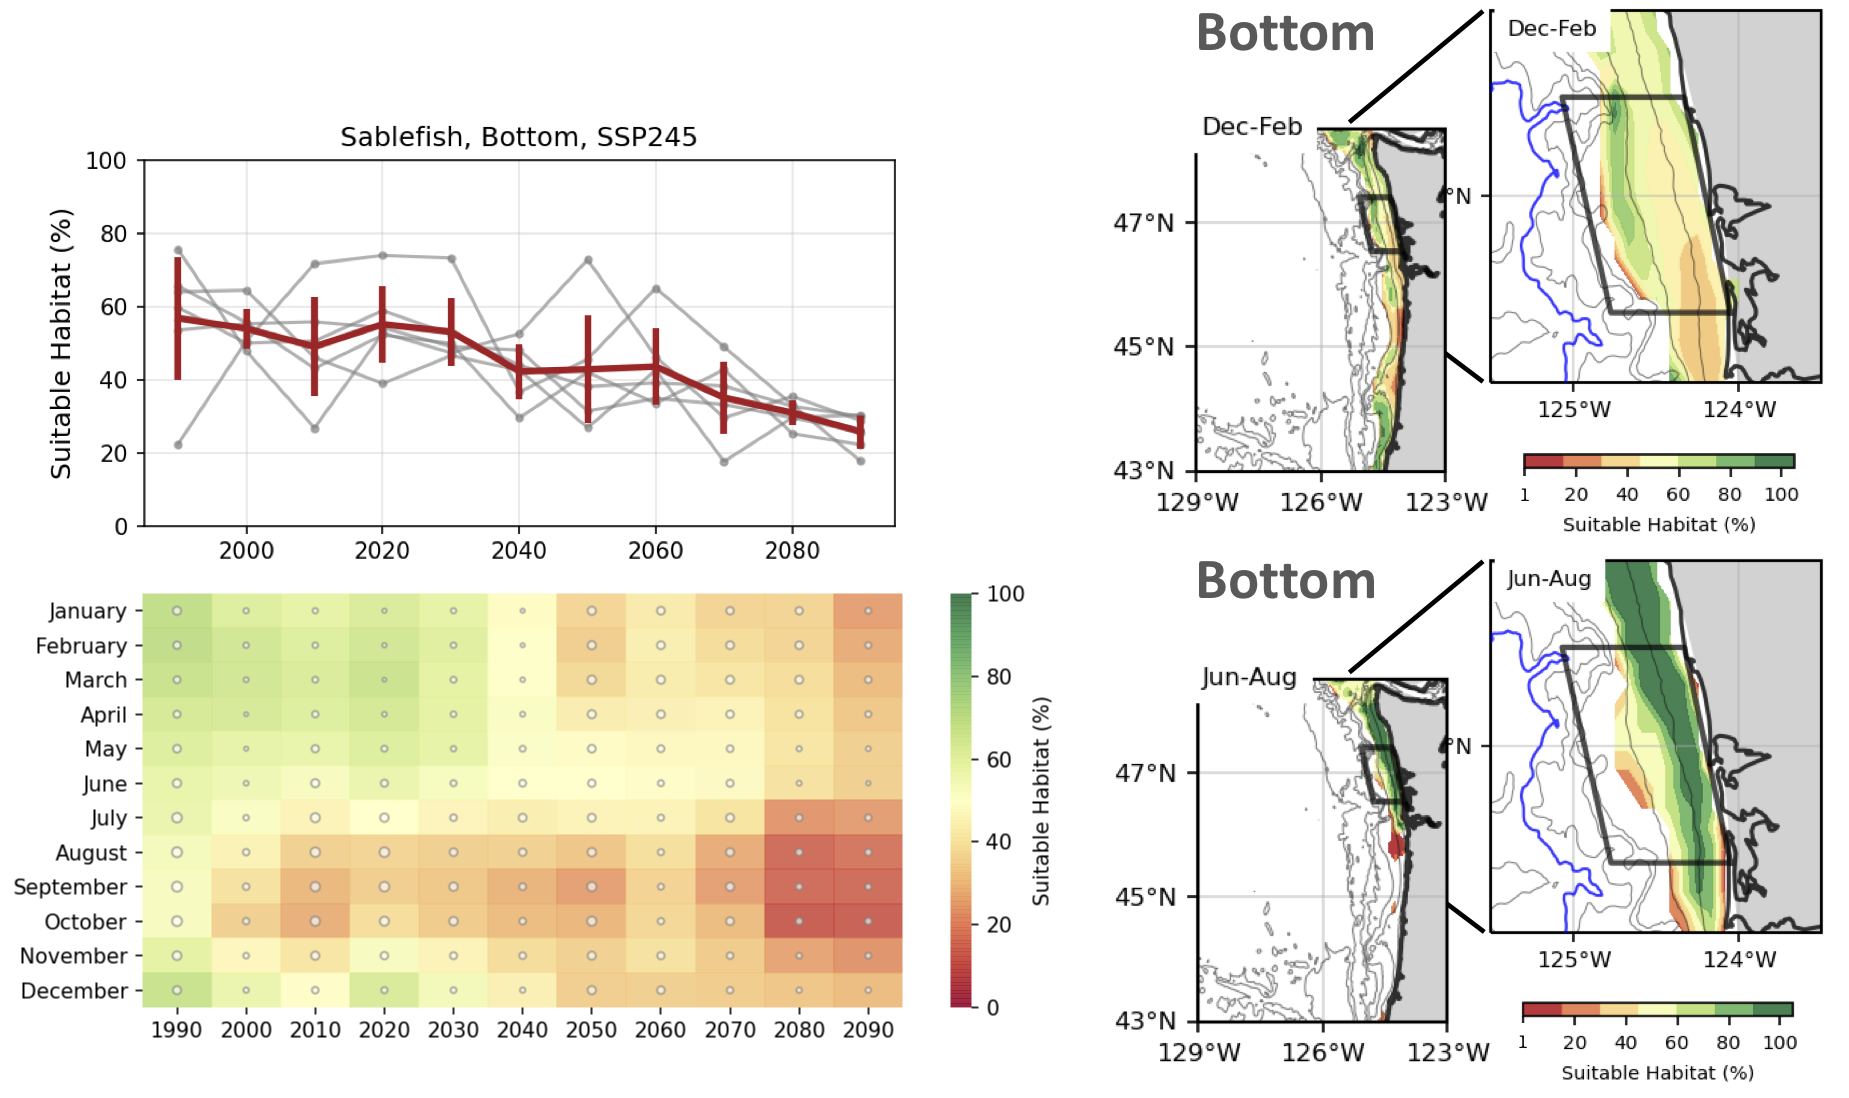 Sablefish, Bottom, SSP245
Suitable Habitat (%)
100
80
60
40
20
0
2000 2020 2040 2060 2080
January
February
March
April
May
June
July
August
September
October
November
December
1990 2000 2010 2020 2030 2040 2050 2060 2070 2080 2090
100
80
60
40
20
0
Suitable Habitat (%)
Bottom
Dec-Feb
47°N
45°N
43°N
129°W 126°W 123°W
Dec-Feb
°N
125°W 124°W
1 20 40 60 80 100
Suitable Habitat (%)
Bottom
Jun-Aug
47°N
45°N
43°N
129°W 126°W 123°W
Jun-Aug
°N
125°W 124°W
1 20 40 60 80 100
Suitable Habitat (%)